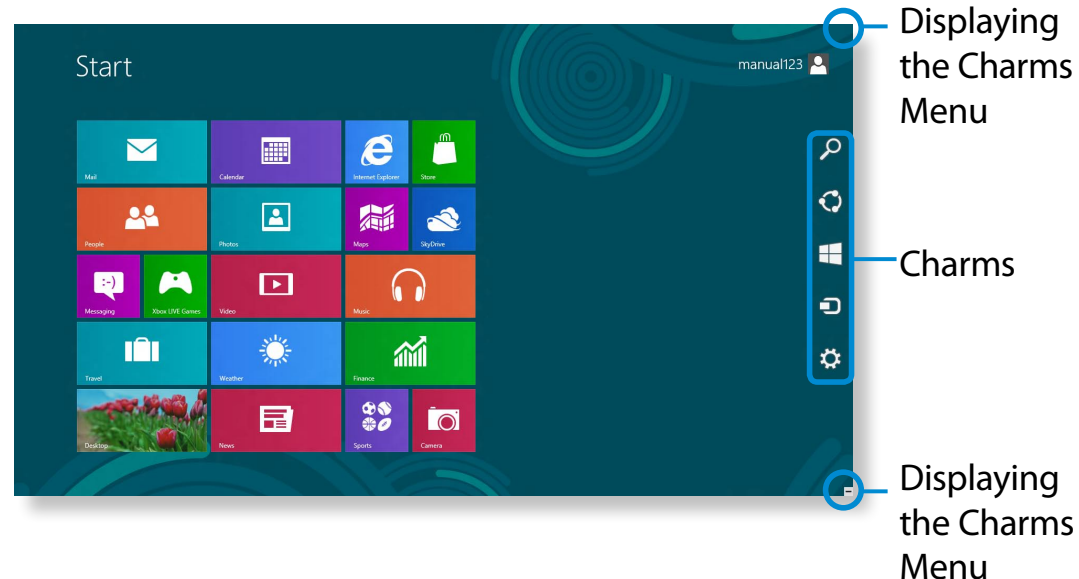 Displaying
the Charms
Menu
Start
manual123
Mail
Calendar
Internet Explorer
Store
People
Photos
Maps
SkyDrive
Charms
:-)
Messaging
Xbox LIVE Games
Video
Music
Travel
Weather
Finance
Desktop
News
Sports
Camera
Displaying
the Charms
Menu